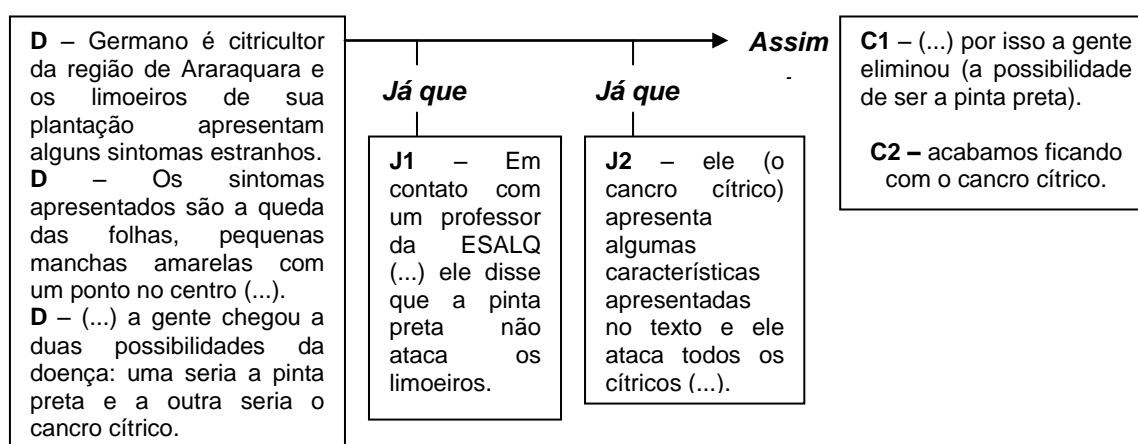 D – Germano é citricultor
da região de Araraquara e
os limoeiros de sua
plantação apresentam
alguns sintomas estranhos.
D – Os sintomas
apresentados são a queda
das folhas, pequenas
manchas amarelas com
um ponto no centro (...).
D – (...) a gente chegou a
duas possibilidades da
doença: uma seria a pinta
preta e a outra seria o
cancro cítrico.
Já que
J1 – Em
contato com
um professor
da ESALQ
(...) ele disse
que a pinta
preta não
ataca os
limoeiros.
Já que
J2 – ele (o
cancro cítrico)
apresenta
algumas
características
apresentadas
no texto e ele
ataca todos os
cítricos (...).
Assim
C1 – (...) por isso a gente
eliminou (a possibilidade
de ser a pinta preta).
C2 – acabamos ficando
com o cancro cítrico.